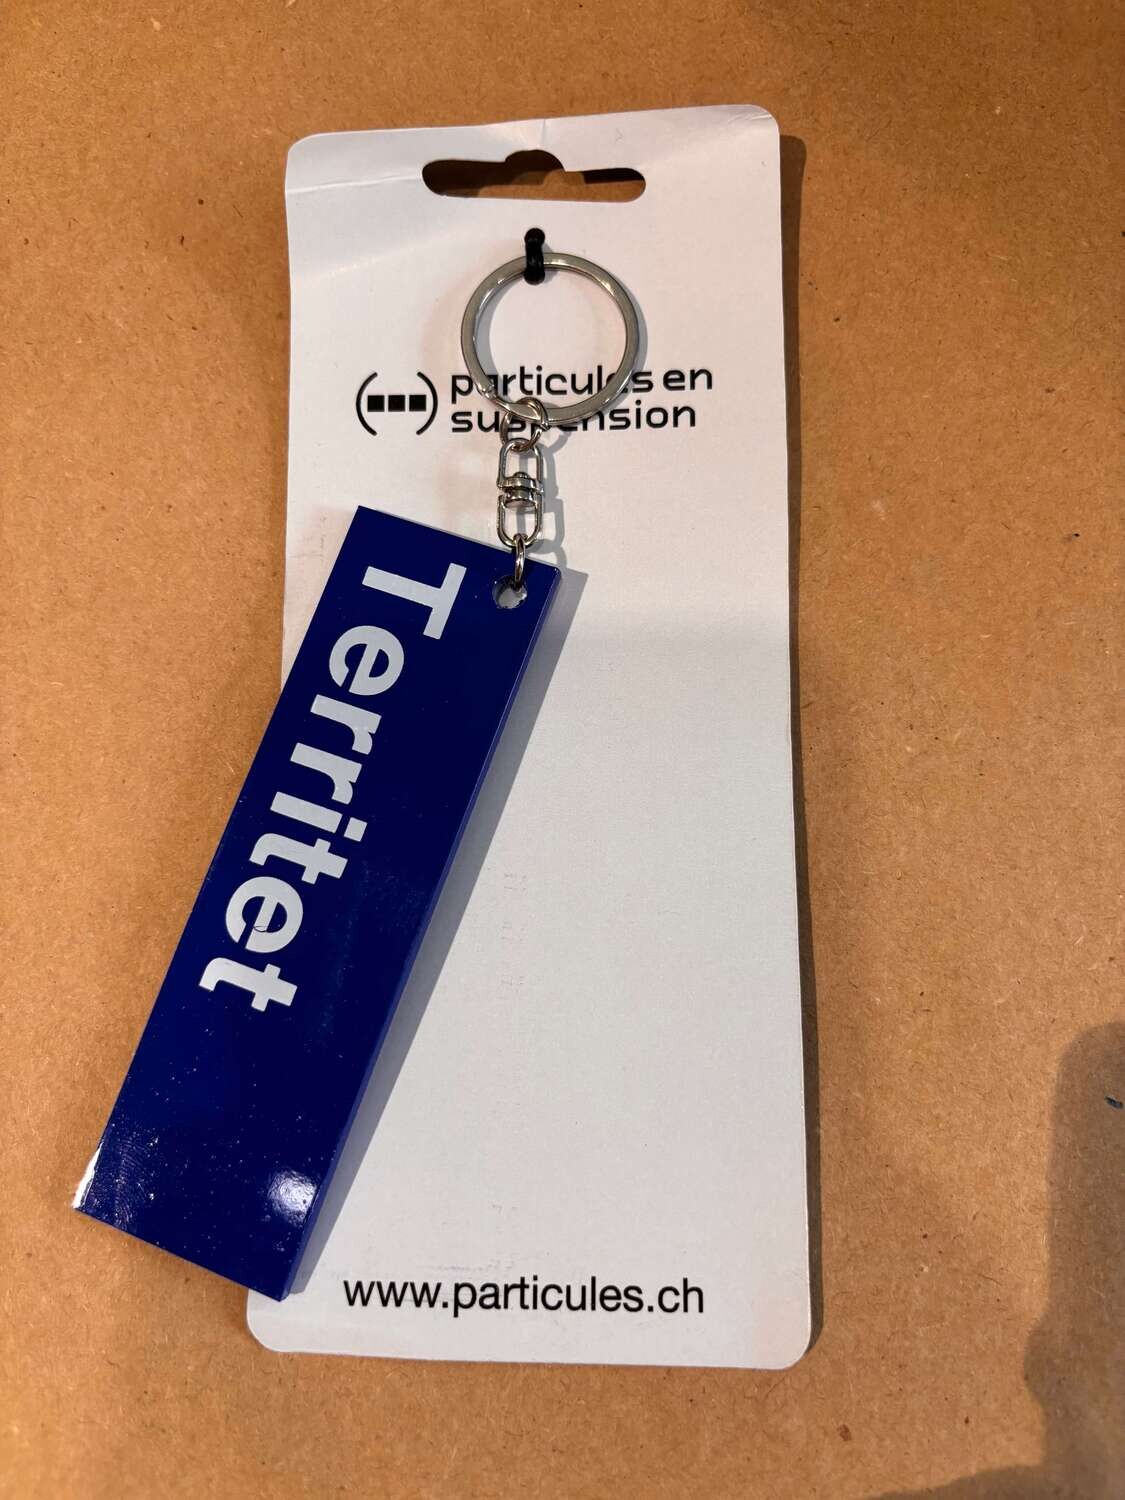 particules en
suspension
Territet
www.particules.ch